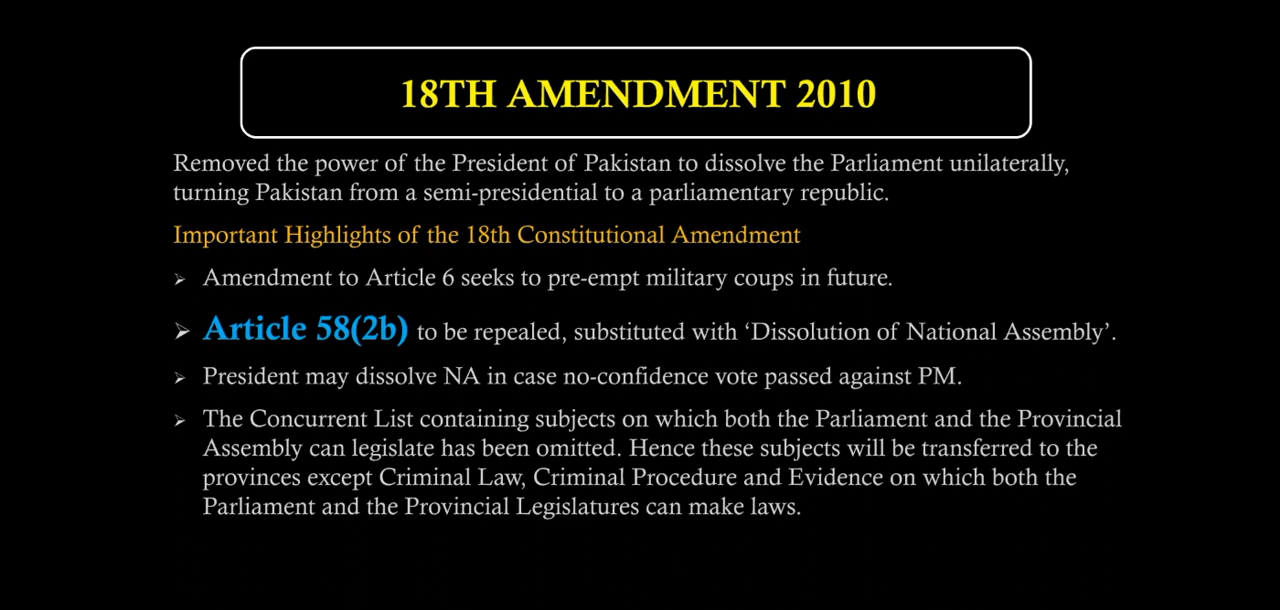 18TH AMENDMENT 2010
Removed the power of the President of Pakistan to dissolve the Parliament unilaterally,
turning Pakistan from a semi-presidential to a parliamentary republic.
Important Highlights of the 18th Constitutional Amendment
➢ Amendment to Article 6 seeks to pre-empt military coups in future.
➢ Article 58(2b) to be repealed, substituted with ‘Dissolution of National Assembly’.
➢ President may dissolve NA in case no-confidence vote passed against PM.
➢ The Concurrent List containing subjects on which both the Parliament and the Provincial
Assembly can legislate has been omitted. Hence these subjects will be transferred to the
provinces except Criminal Law, Criminal Procedure and Evidence on which both the
Parliament and the Provincial Legislatures can make laws.